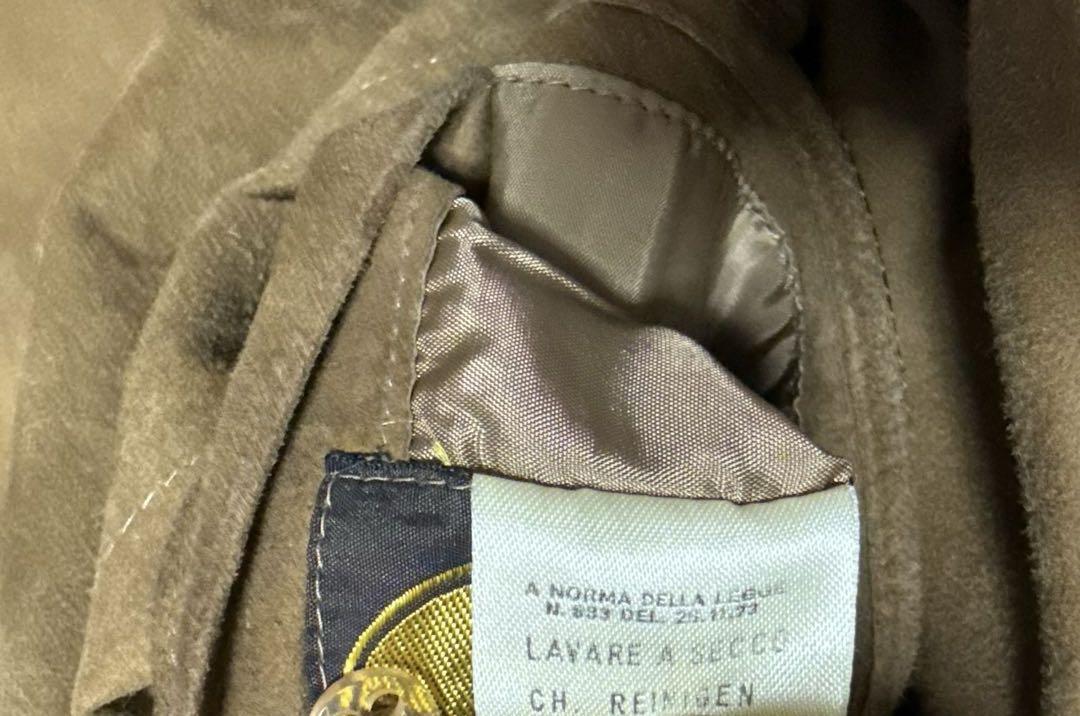 A NORMA DELLA LEGGE
N. 883 DEL 26.11.73
LAVARE A SECCO
CH. REINIGEN